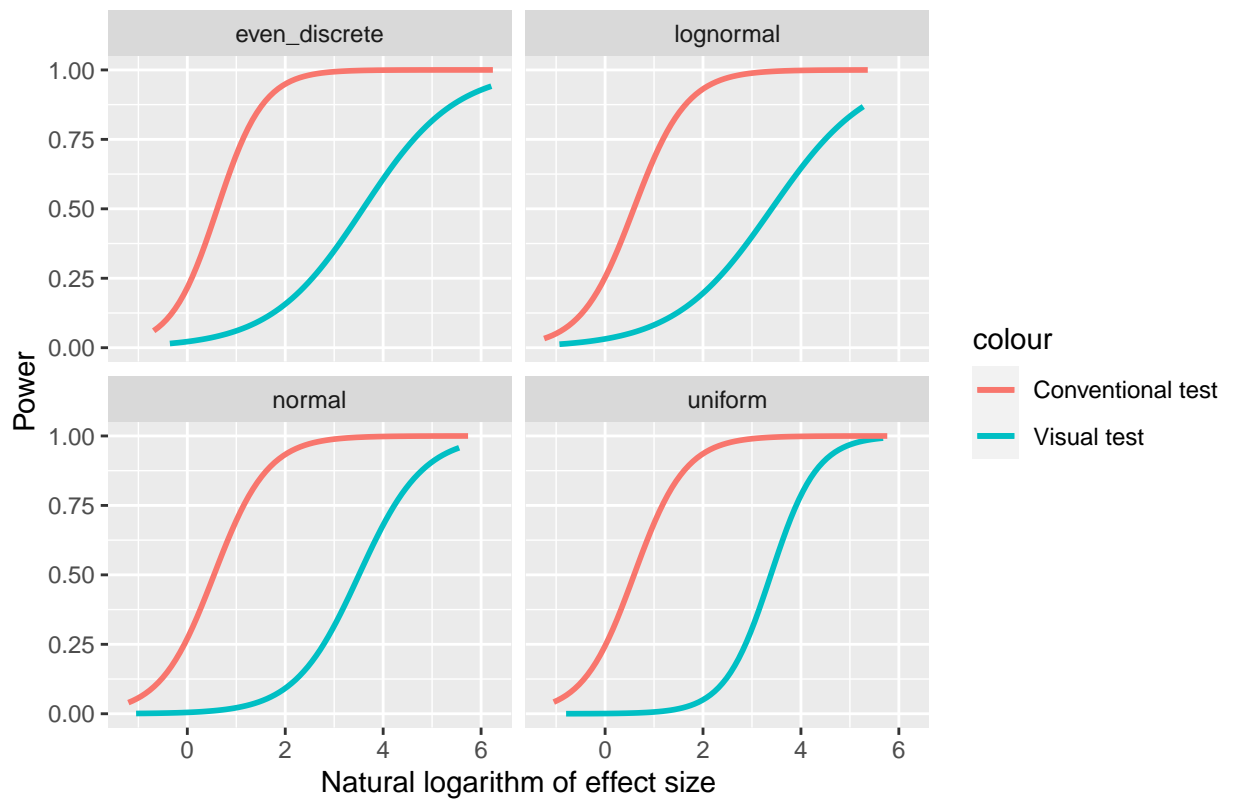 even_discrete
lognormal
1.00
0.75
0.50
0.25
0.00
normal
uniform
1.00
0.75
0.50
0.25
0.00
0 2 4 6
0 2 4 6
Natural logarithm of effect size
Power
colour
Conventional test
Visual test